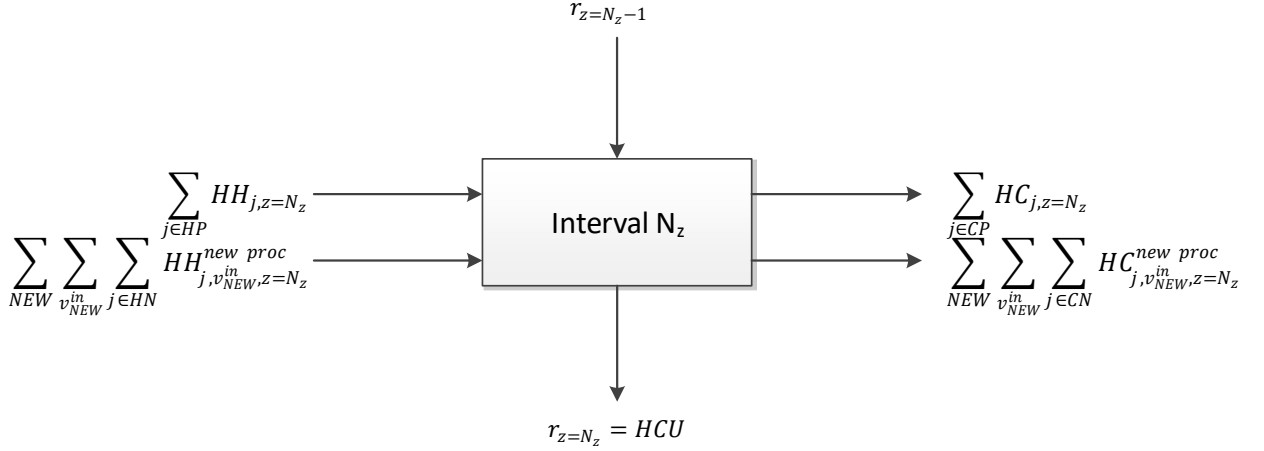 r_{z=N_z−1}
∑_{j∈HP} HH_{j,z=N_z}
∑_{NEW} ∑_{v_{NEW}^{in}} ∑_{j∈HN} HH_{j,v_{NEW}^{in},z=N_z}^{new proc}
Interval N_z
∑_{j∈CP} HC_{j,z=N_z}
∑_{NEW} ∑_{v_{NEW}^{in}} ∑_{j∈CN} HC_{j,v_{NEW}^{in},z=N_z}^{new proc}
r_{z=N_z} = HCU